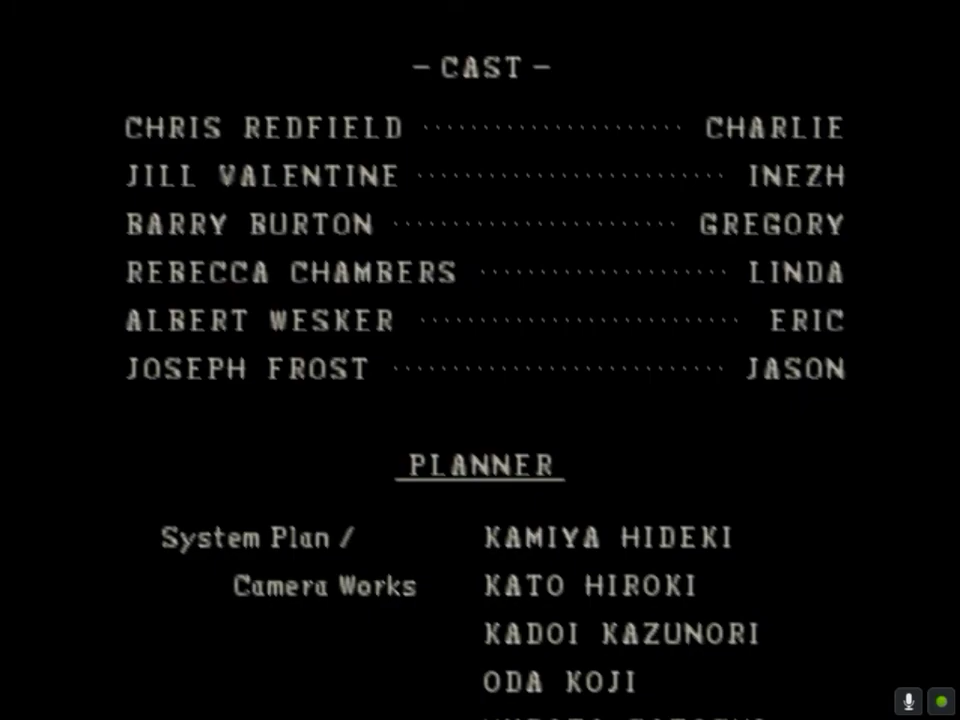 - CAST -
CHRIS REDFIELD ...................... CHARLIE
JILL VALENTINE .......................... INEZH
BARRY BURTON ........................ GREGORY
REBECCA CHAMBERS ..................... LINDA
ALBERT WESKER ........................... ERIC
JOSEPH FROST ............................ JASON
PLANNER
System Plan / KAMIYA HIDEKI
Camera Works KATO HIROKI
KADOI KAZUNORI
ODA KOJI